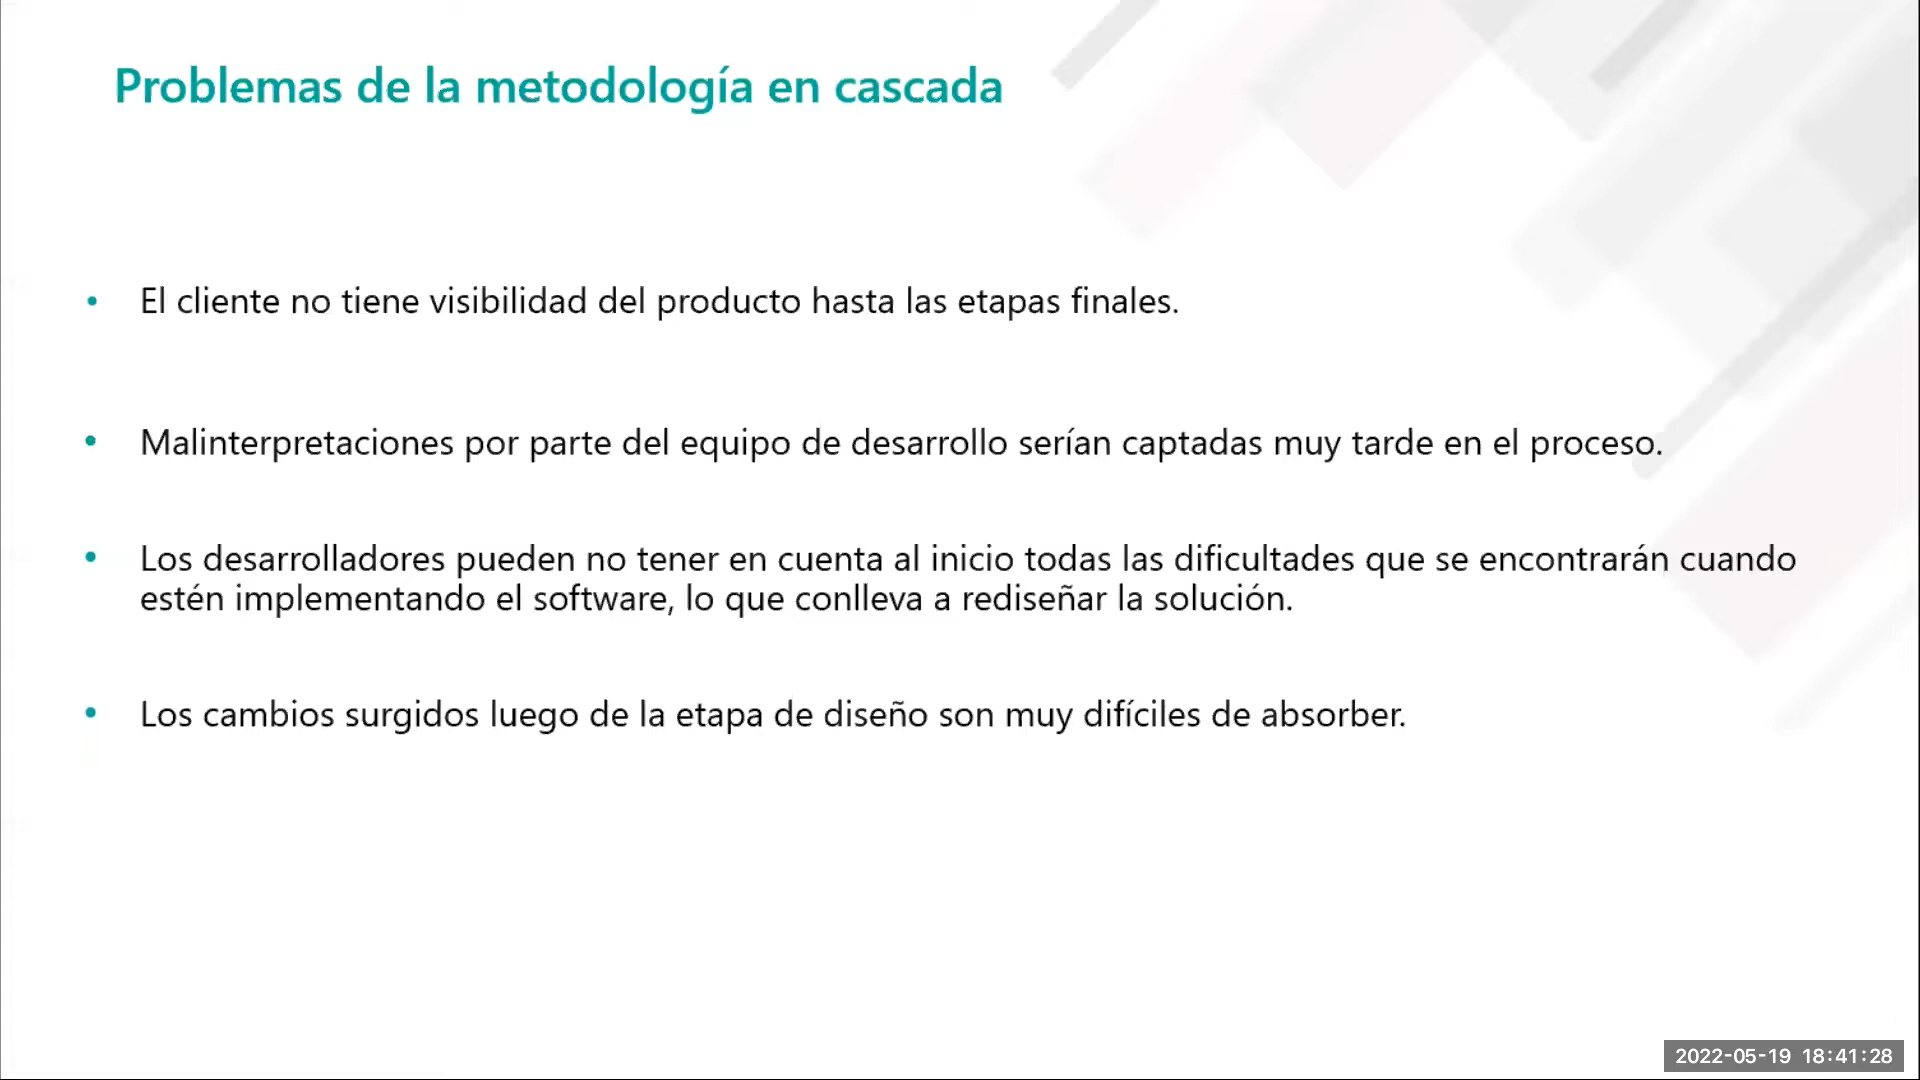 Problemas de la metodología en cascada
• El cliente no tiene visibilidad del producto hasta las etapas finales.
• Malinterpretaciones por parte del equipo de desarrollo serían captadas muy tarde en el proceso.
• Los desarrolladores pueden no tener en cuenta al inicio todas las dificultades que se encontrarán cuando
estén implementando el software, lo que conlleva a rediseñar la solución.
• Los cambios surgidos luego de la etapa de diseño son muy difíciles de absorber.
2022-05-19 18:41:28